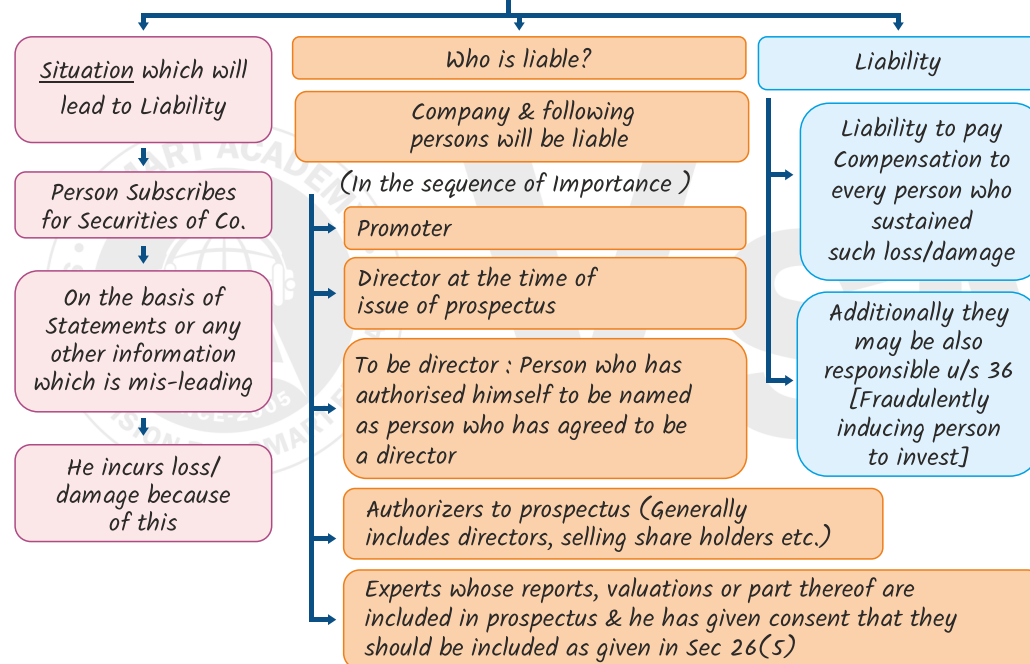 Situation which will
lead to Liability
Person Subscribes
for Securities of Co.
On the basis of
Statements or any
other information
which is mis-leading
He incurs loss/
damage because
of this
Who is liable?
Company & following
persons will be liable
(In the sequence of Importance )
Promoter
Director at the time of
issue of prospectus
To be director : Person who has
authorised himself to be named
as person who has agreed to be
a director
Authorizers to prospectus (Generally
includes directors, selling share holders etc.)
Experts whose reports, valuations or part thereof are
included in prospectus & he has given consent that they
should be included as given in Sec 26(5)
Liability
Liability to pay
Compensation to
every person who
sustained
such loss/damage
Additionally they
may be also
responsible u/s 36
[Fraudulently
inducing person
to invest]